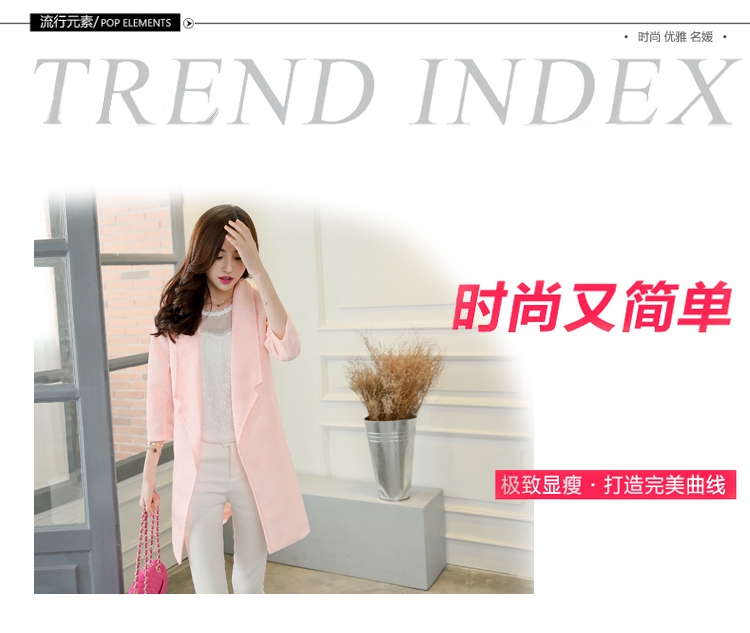 流行元素/POP ELEMENTS
• 时尚 优雅 名媛 •
TREND INDEX
时尚又简单
极致显瘦·打造完美曲线